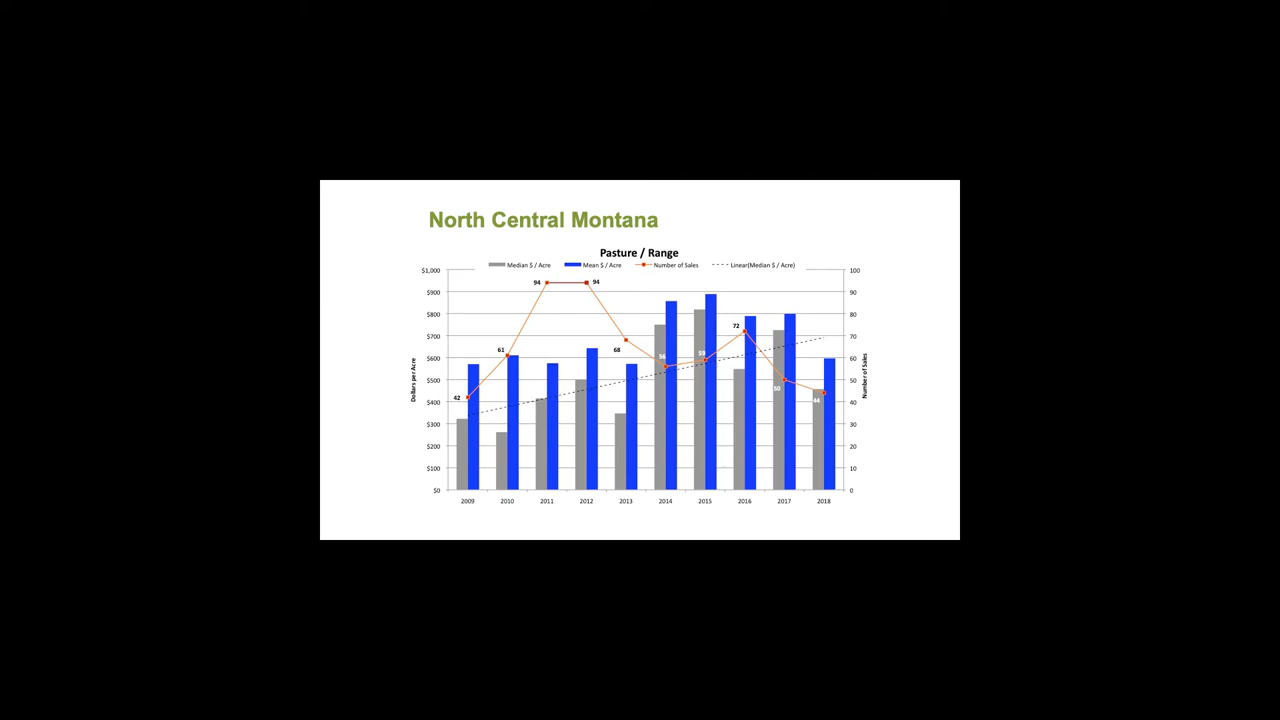 North Central Montana
Pasture / Range
Median $ / Acre Mean $ / Acre Number of Sales Linear(Median $ / Acre)
$1,000 100
94 94
$900 90
$800 80
72
$700 70
61 68
$600 60
56 59
$500 50
50
42 44
$400 40
$300 30
$200 20
$100 10
$0 0
Dollars per Acre
Number of Sales
2009 2010 2011 2012 2013 2014 2015 2016 2017 2018